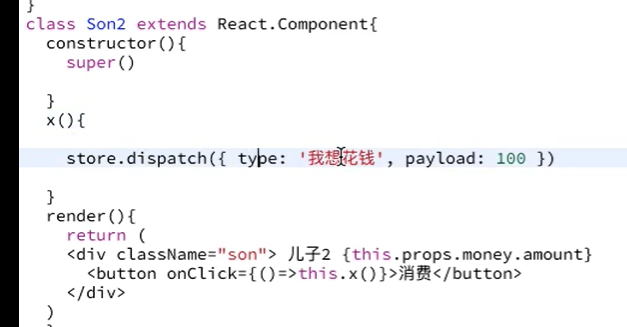 }
class Son2 extends React.Component{
constructor(){
super()
}
x(){
store.dispatch({ type: '我想花钱', payload: 100 })
}
render(){
return (
<div className="son"> 儿子2 {this.props.money.amount}
<button onClick={()=>this.x()}>消费</button>
</div>
)
}